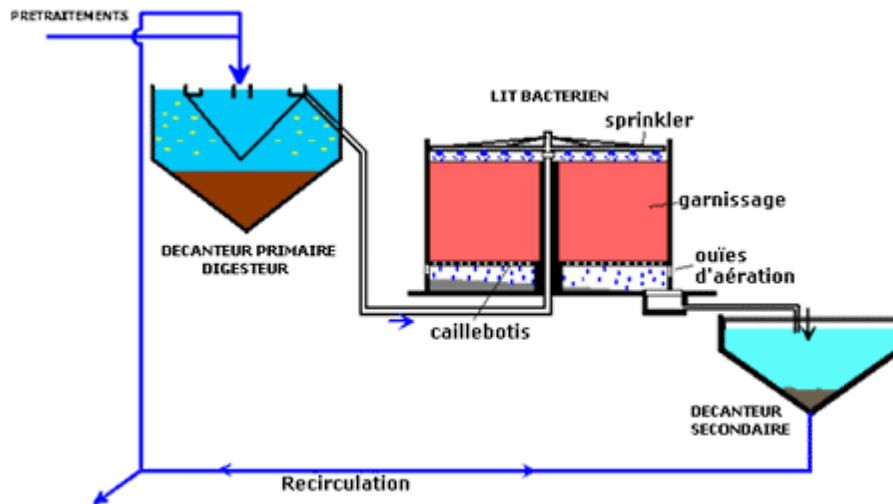 PRETRAITEMENTS
LIT BACTERIEN
sprinkler
garnissage
ouïes
d'aération
DECANTEUR PRIMAIRE
DIGESTEUR
caillebotis
DECANTEUR
SECONDAIRE
Recirculation